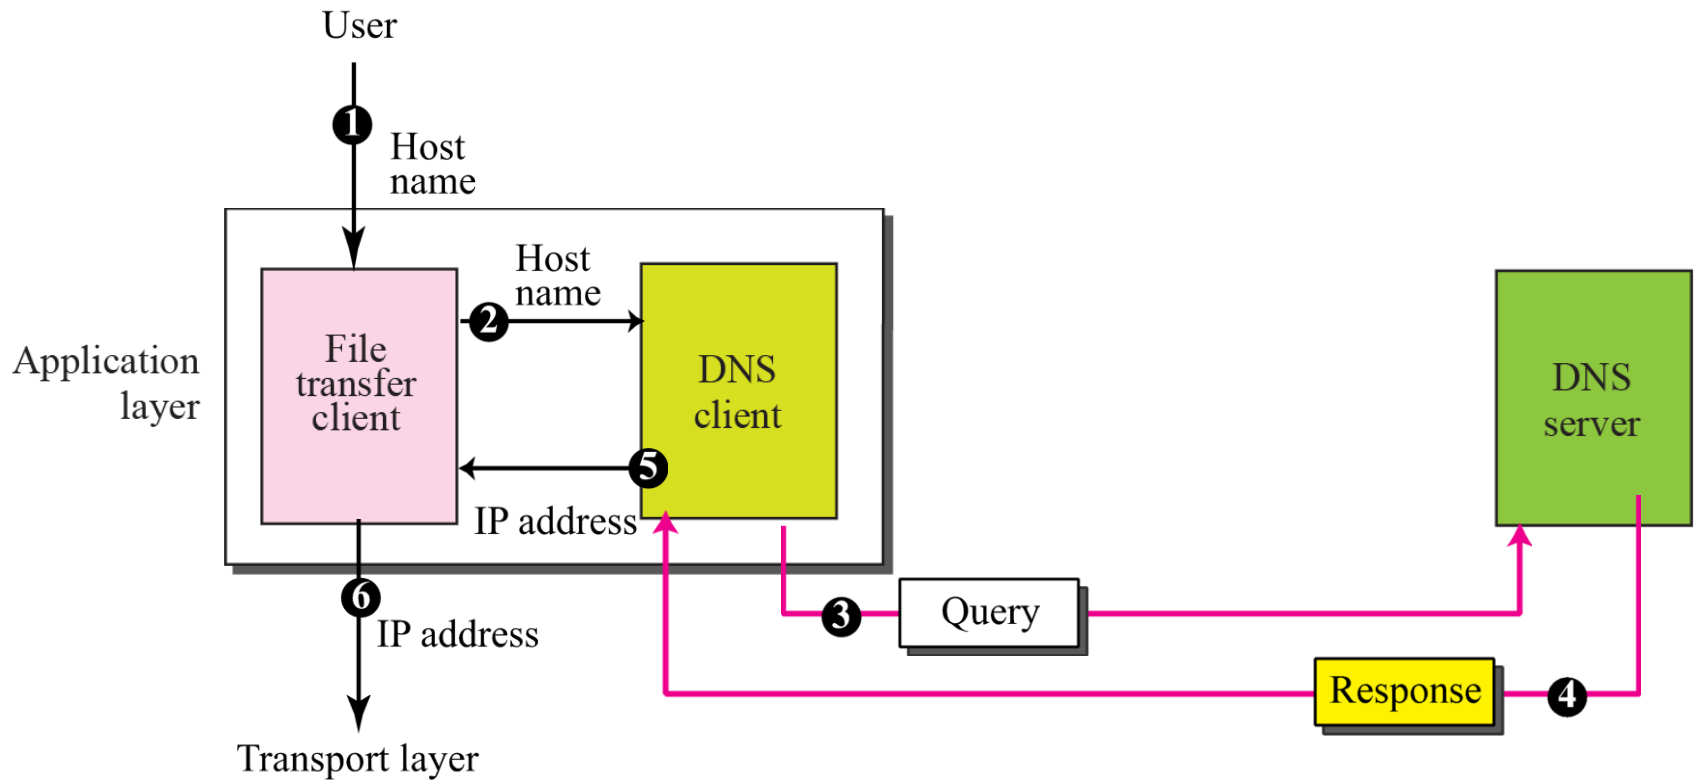 User
1
Host
name
Host
name
2
File
transfer
client
DNS
client
DNS
server
Application
layer
5
IP address
6
IP address
3
Query
Response
4
Transport layer